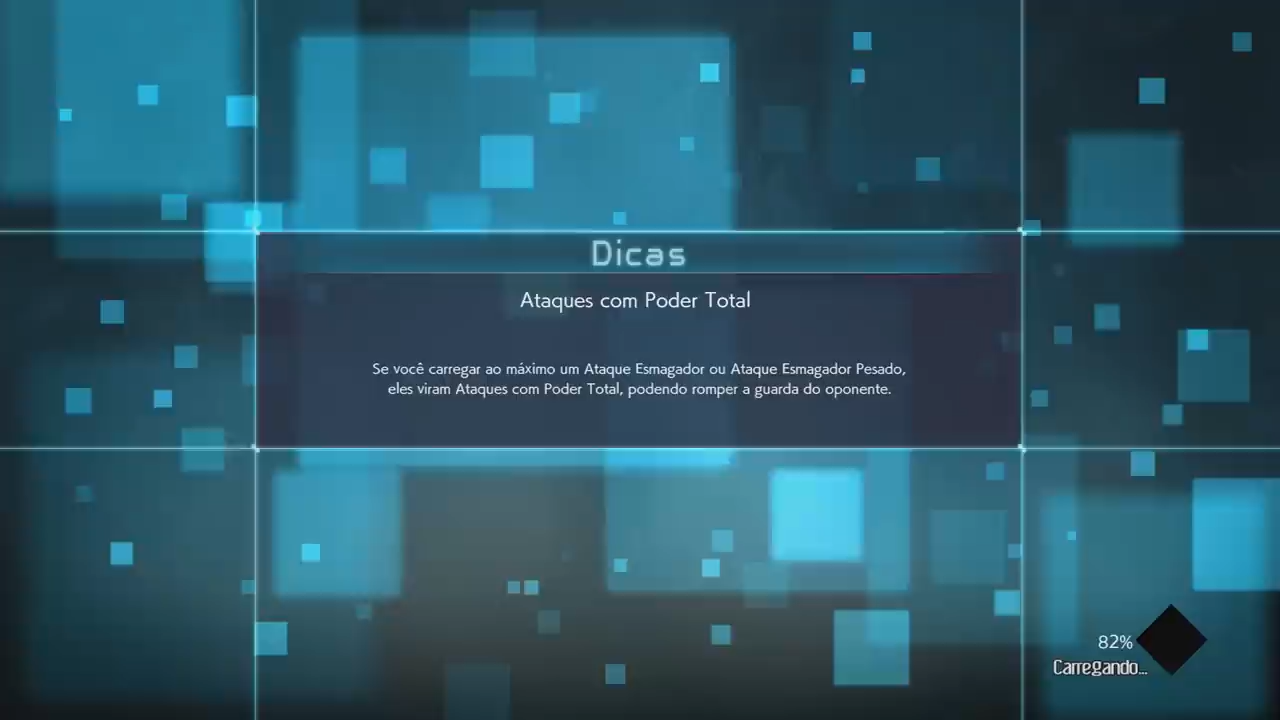 Dicas
Ataques com Poder Total
Se você carregar ao máximo um Ataque Esmagador ou Ataque Esmagador Pesado,
eles viram Ataques com Poder Total, podendo romper a guarda do oponente.
82%
Carregando...